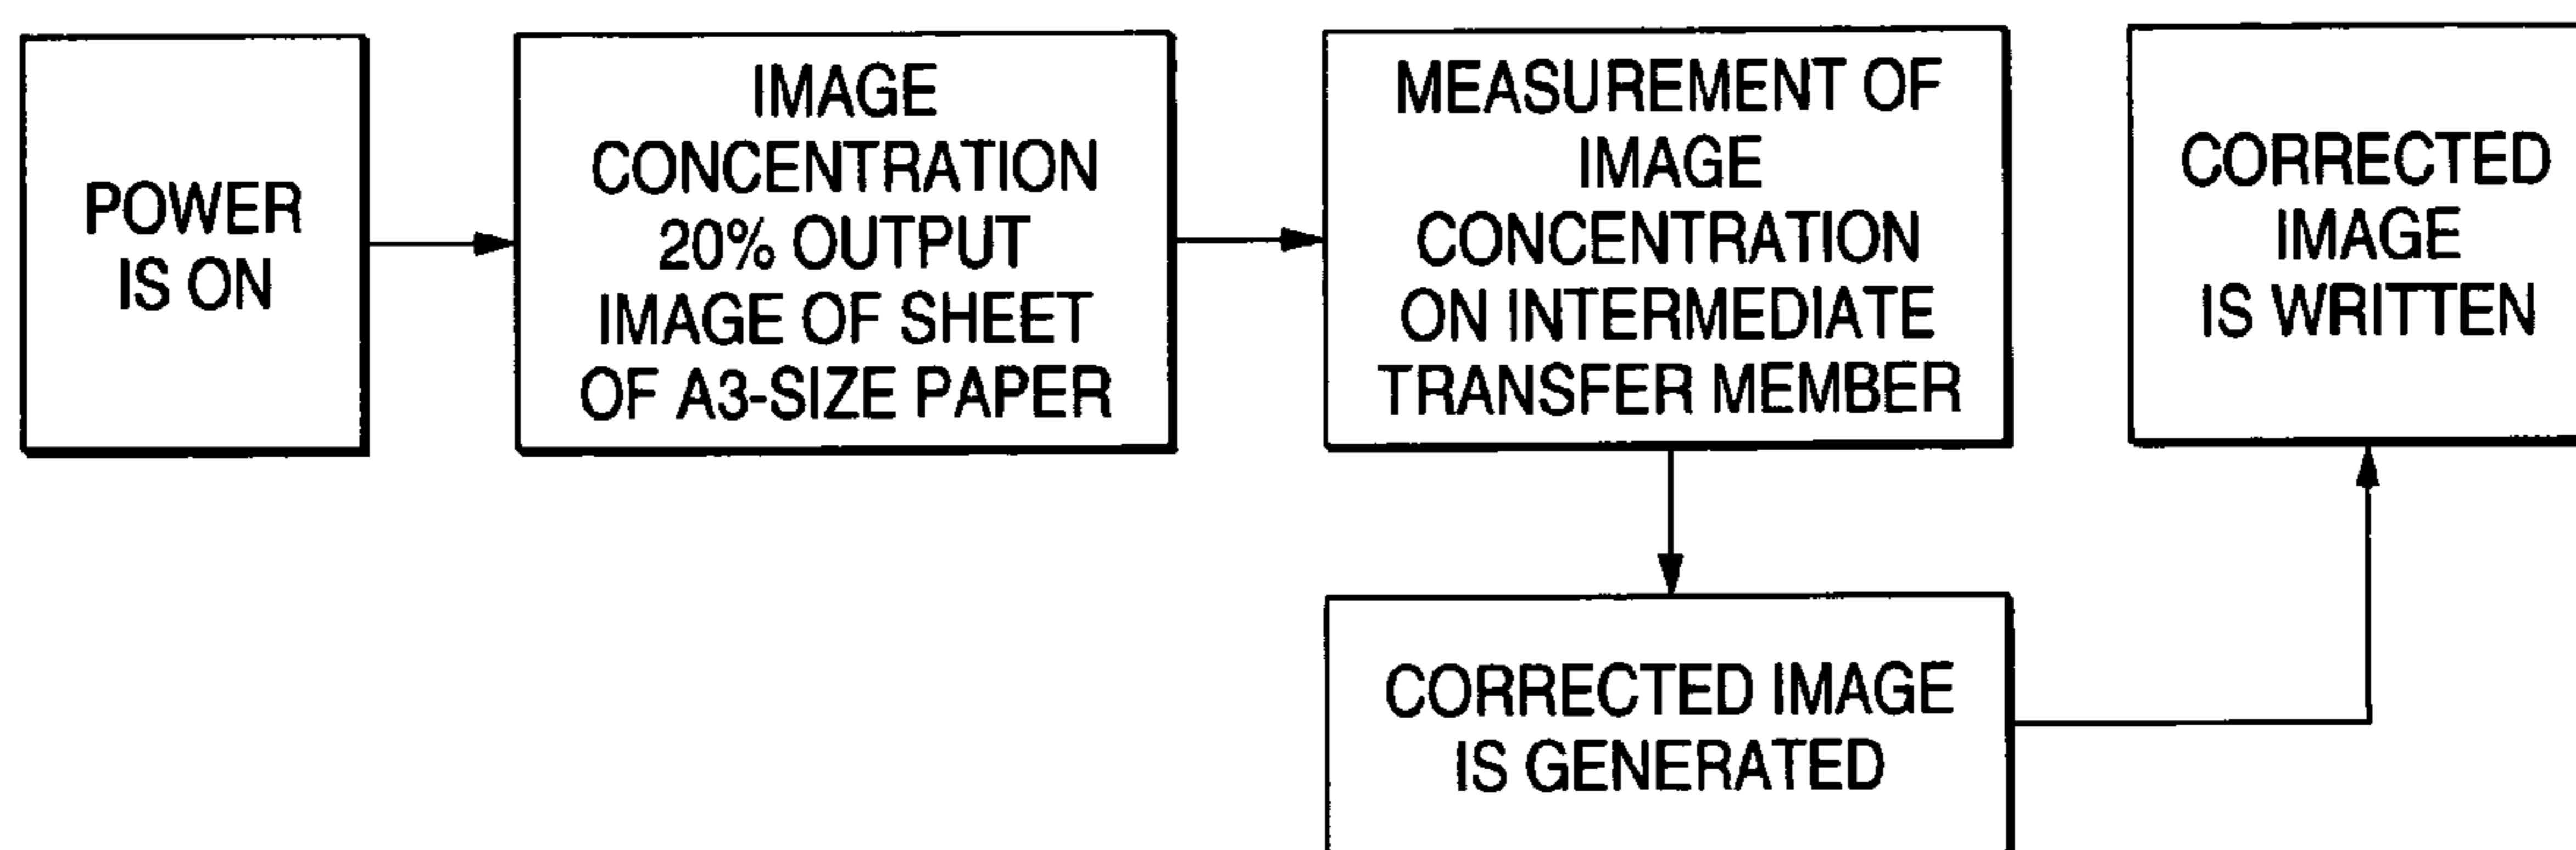 POWER
IS ON
IMAGE
CONCENTRATION
20% OUTPUT
IMAGE OF SHEET
OF A3-SIZE PAPER
MEASUREMENT OF
IMAGE
CONCENTRATION
ON INTERMEDIATE
TRANSFER MEMBER
CORRECTED IMAGE
IS GENERATED
CORRECTED
IMAGE
IS WRITTEN